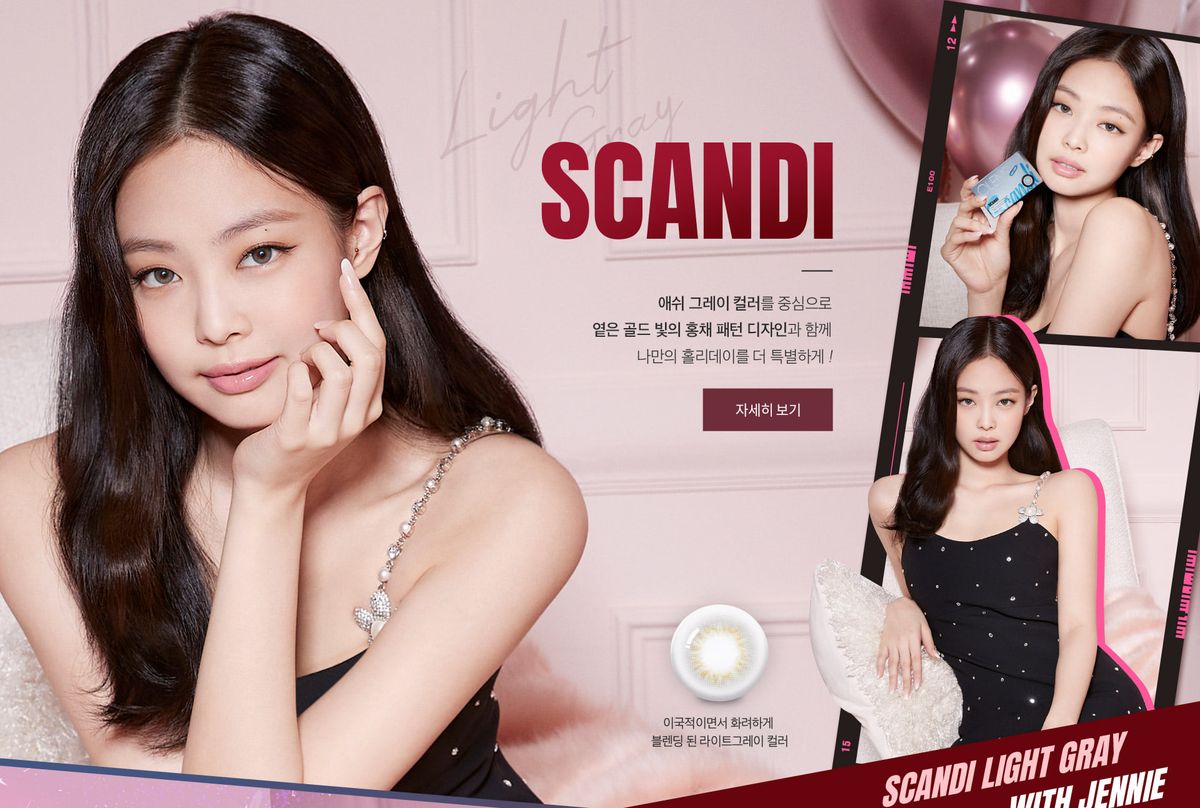 Light
Gray
SCANDI
애쉬 그레이 컬러를 중심으로
옅은 골드 빛의 홍채 패턴 디자인과 함께
나만의 홀리데이를 더 특별하게 !
자세히 보기
이국적이면서 화려하게
블렌딩 된 라이트그레이 컬러
12
E100
15
SCANDI LIGHT GRAY
WITH JENNIE